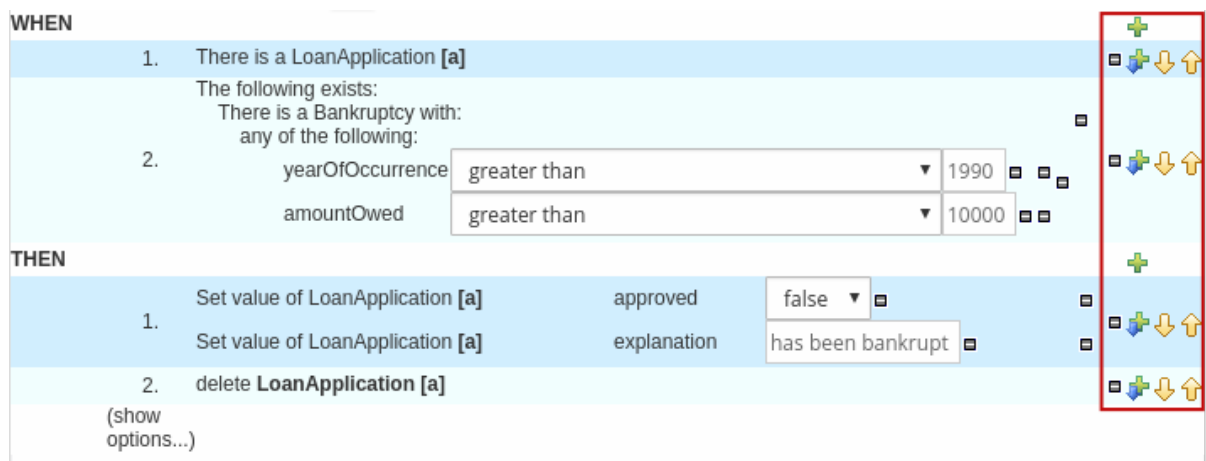 WHEN
1. There is a LoanApplication [a]
The following exists:
There is a Bankruptcy with:
any of the following:
2.
yearOfOccurrence greater than 1990
amountOwed greater than 10000
THEN
1.
Set value of LoanApplication [a] approved false
Set value of LoanApplication [a] explanation has been bankrupt
2. delete LoanApplication [a]
(show
options...)